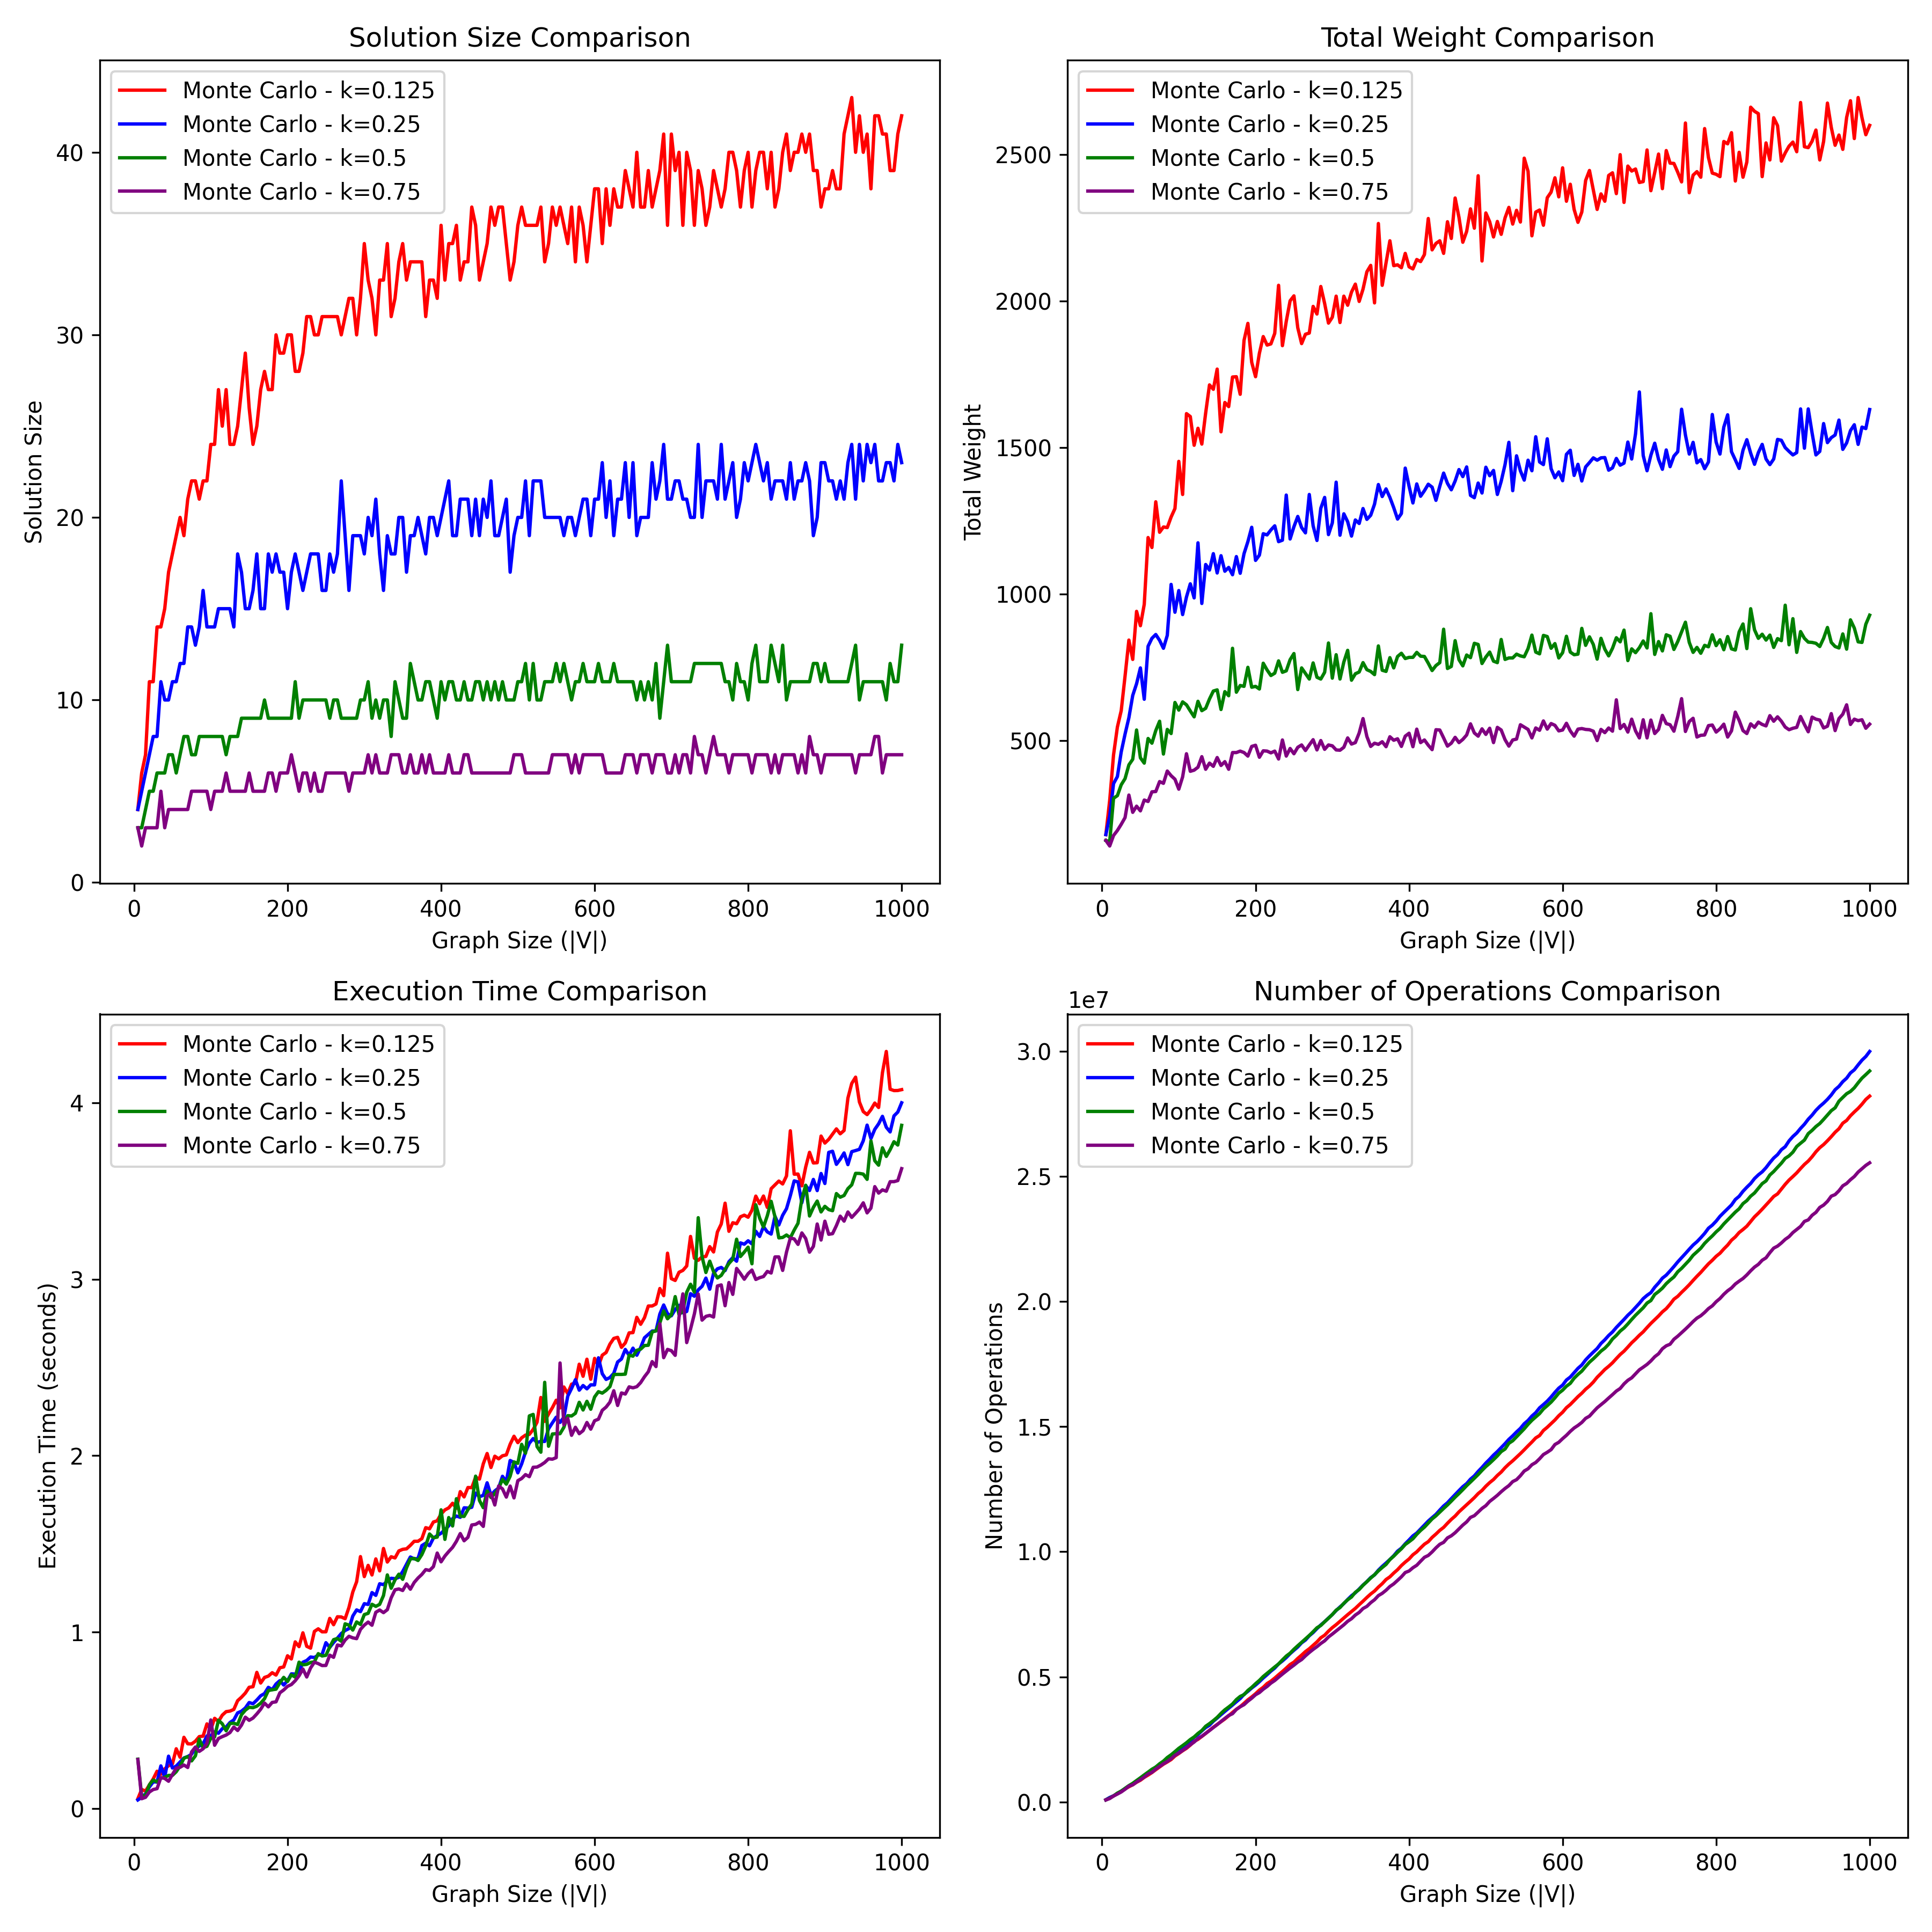 Solution Size Comparison
Monte Carlo - k=0.125
Monte Carlo - k=0.25
Monte Carlo - k=0.5
Monte Carlo - k=0.75
Solution Size
40
30
20
10
0
0 200 400 600 800 1000
Graph Size (|V|)
Total Weight Comparison
Monte Carlo - k=0.125
Monte Carlo - k=0.25
Monte Carlo - k=0.5
Monte Carlo - k=0.75
Total Weight
2500
2000
1500
1000
500
0 200 400 600 800 1000
Graph Size (|V|)
Execution Time Comparison
Monte Carlo - k=0.125
Monte Carlo - k=0.25
Monte Carlo - k=0.5
Monte Carlo - k=0.75
Execution Time (seconds)
4
3
2
1
0
0 200 400 600 800 1000
Graph Size (|V|)
Number of Operations Comparison
1e7
Monte Carlo - k=0.125
Monte Carlo - k=0.25
Monte Carlo - k=0.5
Monte Carlo - k=0.75
Number of Operations
3.0
2.5
2.0
1.5
1.0
0.5
0.0
0 200 400 600 800 1000
Graph Size (|V|)